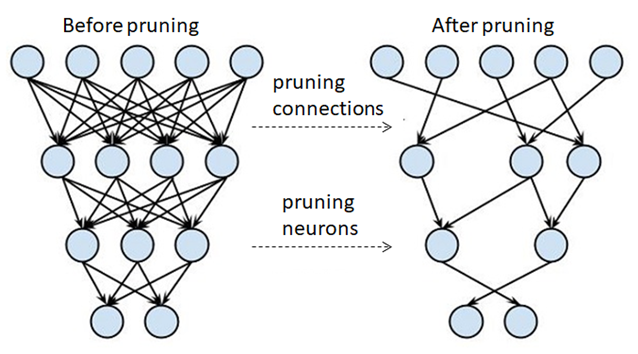 Before pruning
After pruning
pruning
connections
pruning
neurons